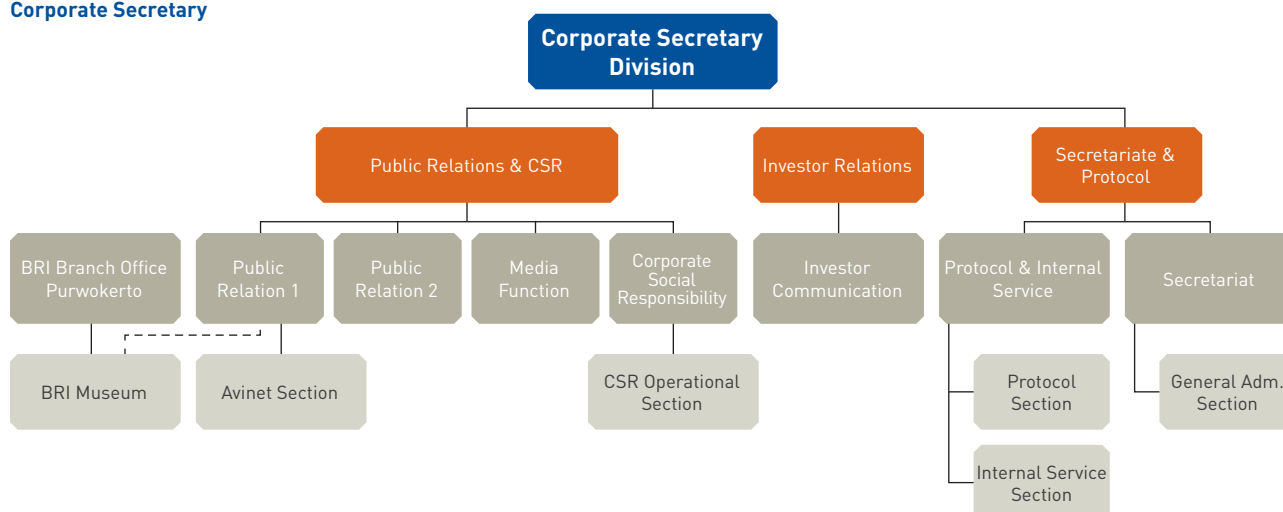 Corporate Secretary
Corporate Secretary
Division
Public Relations & CSR
Investor Relations
Secretariate &
Protocol
BRI Branch Office
Purwokerto
Public
Relation 1
Public
Relation 2
Media
Function
Corporate
Social
Responsibility
Investor
Communication
Protocol & Internal
Service
Secretariat
BRI Museum
Avinet Section
CSR Operational
Section
Protocol
Section
General Adm.
Section
Internal Service
Section